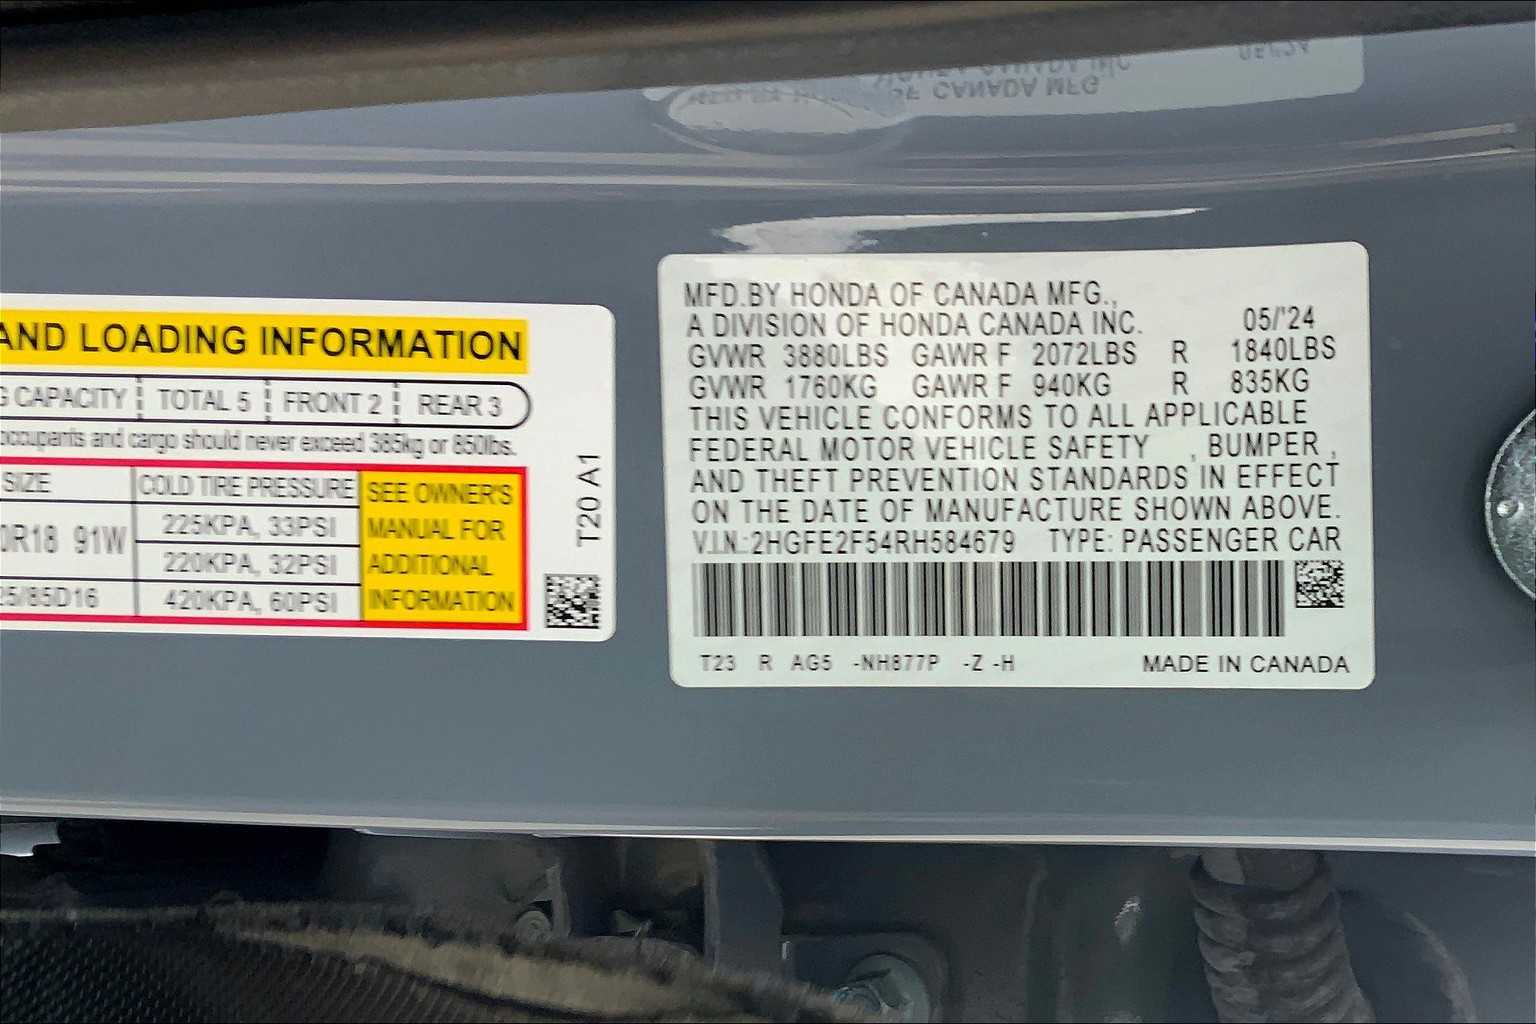 AND LOADING INFORMATION
G CAPACITY TOTAL 5 FRONT 2 REAR 3
occupants and cargo should never exceed 385kg or 850lbs.
SIZE COLD TIRE PRESSURE SEE OWNER'S
MANUAL FOR
ADDITIONAL
INFORMATION
0R18 91W 225KPA, 33PSI
220KPA, 32PSI
25/85D16 420KPA, 60PSI
T20 A1
MFD.BY HONDA OF CANADA MFG.,
A DIVISION OF HONDA CANADA INC. 05/'24
GVWR 3880LBS GAWR F 2072LBS R 1840LBS
GVWR 1760KG GAWR F 940KG R 835KG
THIS VEHICLE CONFORMS TO ALL APPLICABLE
FEDERAL MOTOR VEHICLE SAFETY , BUMPER ,
AND THEFT PREVENTION STANDARDS IN EFFECT
ON THE DATE OF MANUFACTURE SHOWN ABOVE.
V.I.N.:2HGFE2F54RH584679 TYPE: PASSENGER CAR
T23 R AG5 -NH877P -Z -H MADE IN CANADA